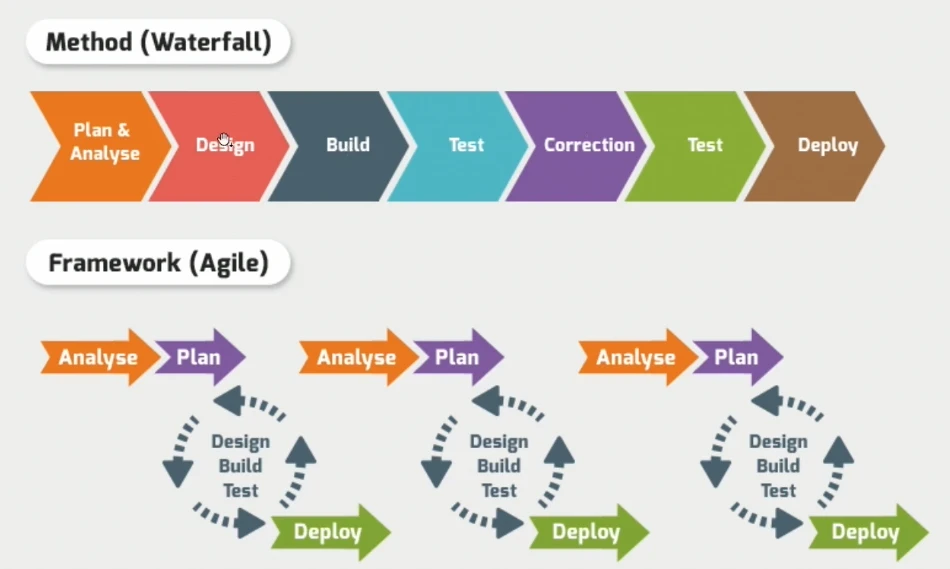 Method (Waterfall)
Plan &
Analyse
Design
Build
Test
Correction
Test
Deploy
Framework (Agile)
Analyse
Plan
Design
Build
Test
Deploy
Analyse
Plan
Design
Build
Test
Deploy
Analyse
Plan
Design
Build
Test
Deploy